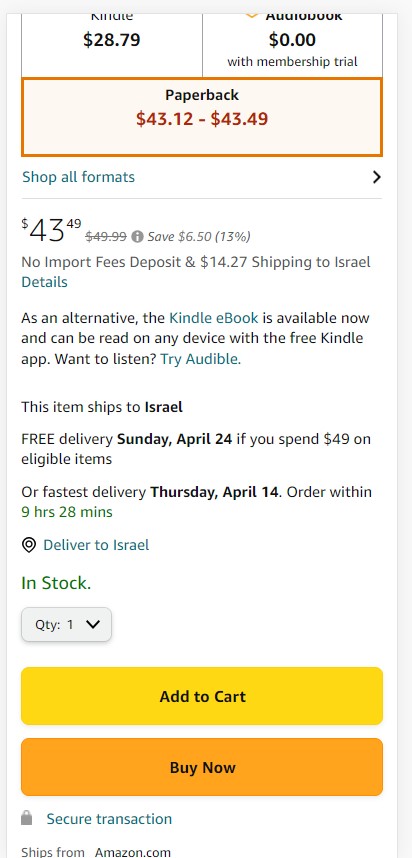 Kindle
$28.79
Audiobook
$0.00
with membership trial
Paperback
$43.12 - $43.49
Shop all formats
$43 49 $49.99 Save $6.50 (13%)
No Import Fees Deposit & $14.27 Shipping to Israel
Details
As an alternative, the Kindle eBook is available now
and can be read on any device with the free Kindle
app. Want to listen? Try Audible.
This item ships to Israel
FREE delivery Sunday, April 24 if you spend $49 on
eligible items
Or fastest delivery Thursday, April 14. Order within
9 hrs 28 mins
Deliver to Israel
In Stock.
Qty: 1
Add to Cart
Buy Now
Secure transaction
Ships from Amazon.com